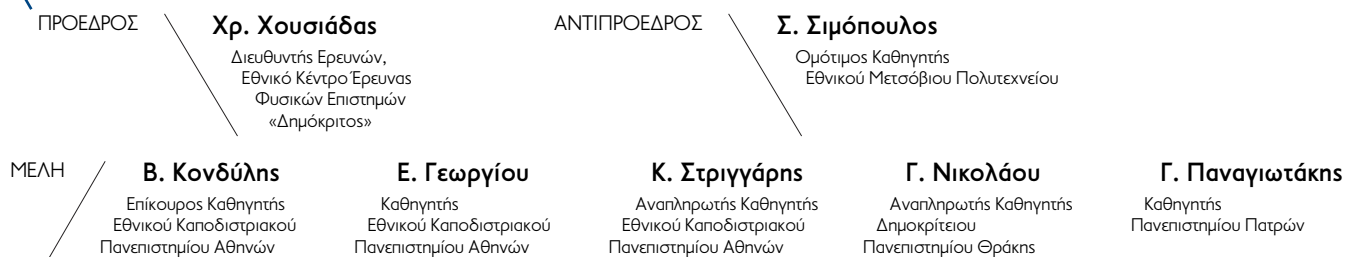 ΠΡΟΕΔΡΟΣ
Χρ. Χουσιάδας
Διευθυντής Ερευνών,
Εθνικό Κέντρο Έρευνας
Φυσικών Επιστημών
«Δημόκριτος»
ΑΝΤΙΠΡΟΕΔΡΟΣ
Σ. Σιμόπουλος
Ομότιμος Καθηγητής
Εθνικού Μετσόβιου Πολυτεχνείου
ΜΕΛΗ
Β. Κονδύλης
Επίκουρος Καθηγητής
Εθνικού Καποδιστριακού
Πανεπιστημίου Αθηνών
Ε. Γεωργίου
Καθηγητής
Εθνικού Καποδιστριακού
Πανεπιστημίου Αθηνών
Κ. Στριγγάρης
Αναπληρωτής Καθηγητής
Εθνικού Καποδιστριακού
Πανεπιστημίου Αθηνών
Γ. Νικολάου
Αναπληρωτής Καθηγητής
Δημοκρίτειου
Πανεπιστημίου Θράκης
Γ. Παναγιωτάκης
Καθηγητής
Πανεπιστημίου Πατρών